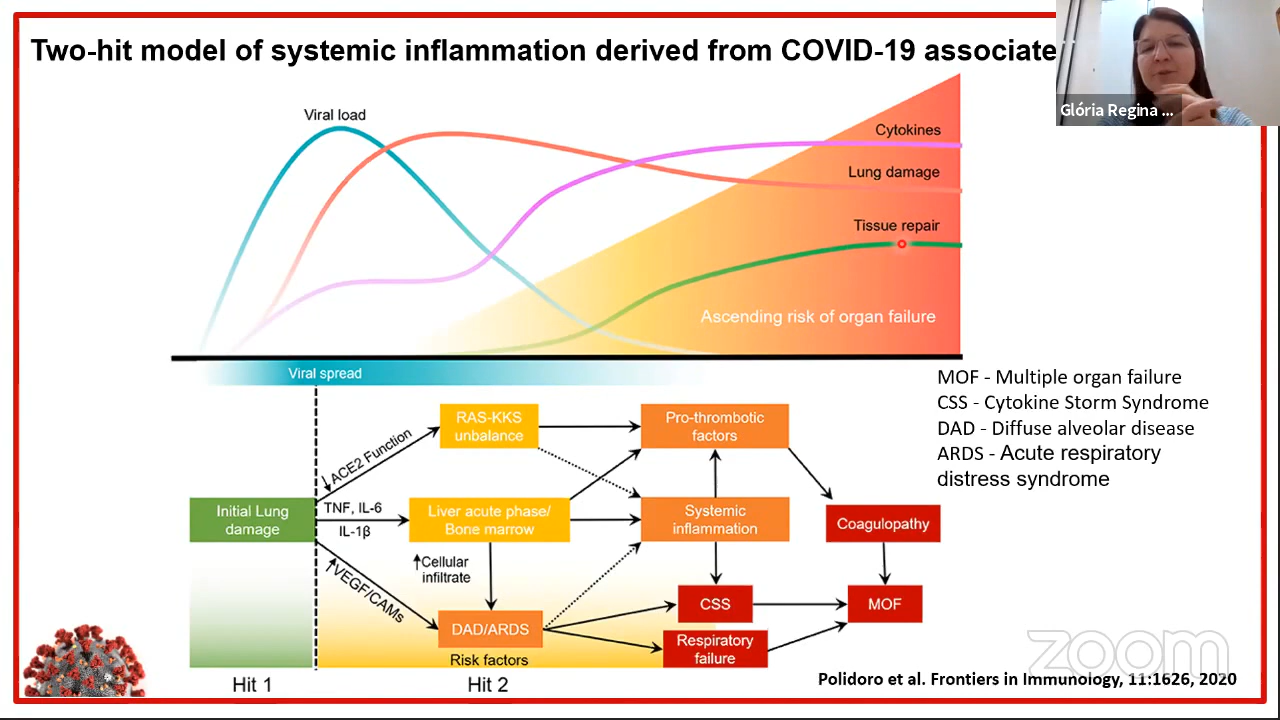 Two-hit model of systemic inflammation derived from COVID-19 associate
Glória Regina ...
Viral load
Cytokines
Lung damage
Tissue repair
Ascending risk of organ failure
Viral spread
MOF - Multiple organ failure
CSS - Cytokine Storm Syndrome
DAD - Diffuse alveolar disease
ARDS - Acute respiratory
distress syndrome
RAS-KKS
unbalance
Pro-thrombotic
factors
↓ACE2 Function
Initial Lung
damage
TNF, IL-6
IL-1β
Liver acute phase/
Bone marrow
Systemic
inflammation
Coagulopathy
↑Cellular
infiltrate
↑VEGF/CAMs
DAD/ARDS
CSS
MOF
Respiratory
failure
Risk factors
Hit 1
Hit 2
zoom
Polidoro et al. Frontiers in Immunology, 11:1626, 2020